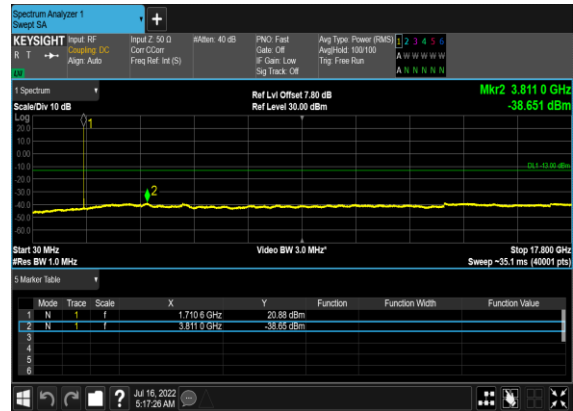 Spectrum Analyzer 1
Swept SA
+
KEYSIGHT Input: RF Input Z: 50 Ω #Atten: 40 dB PNO: Fast Avg Type: Power (RMS) 1 2 3 4 5 6
R T Coupling: DC Corr CCorr Gate: Off Avg|Hold: 100/100 A W W W W W
Align: Auto Freq Ref: Int (S) IF Gain: Low Trig: Free Run
Sig Track: Off A N N N N N
LW
1 Spectrum Ref Lvl Offset 7.80 dB Mkr2 3.811 0 GHz
Scale/Div 10 dB Ref Level 30.00 dBm -38.651 dBm
Log
20.0
10.0
0.00
-10.0
-20.0
-30.0
-40.0
-50.0
-60.0
1
2
DL1 -13.00 dBm
Start 30 MHz Video BW 3.0 MHz* Stop 17.800 GHz
#Res BW 1.0 MHz Sweep ~35.1 ms (40001 pts)
5 Marker Table
Mode Trace Scale X Y Function Function Width Function Value
1 N 1 f 1.710 6 GHz 20.88 dBm
2 N 1 f 3.811 0 GHz -38.65 dBm
3
4
5
6
? Jul 16, 2022
5:17:26 AM